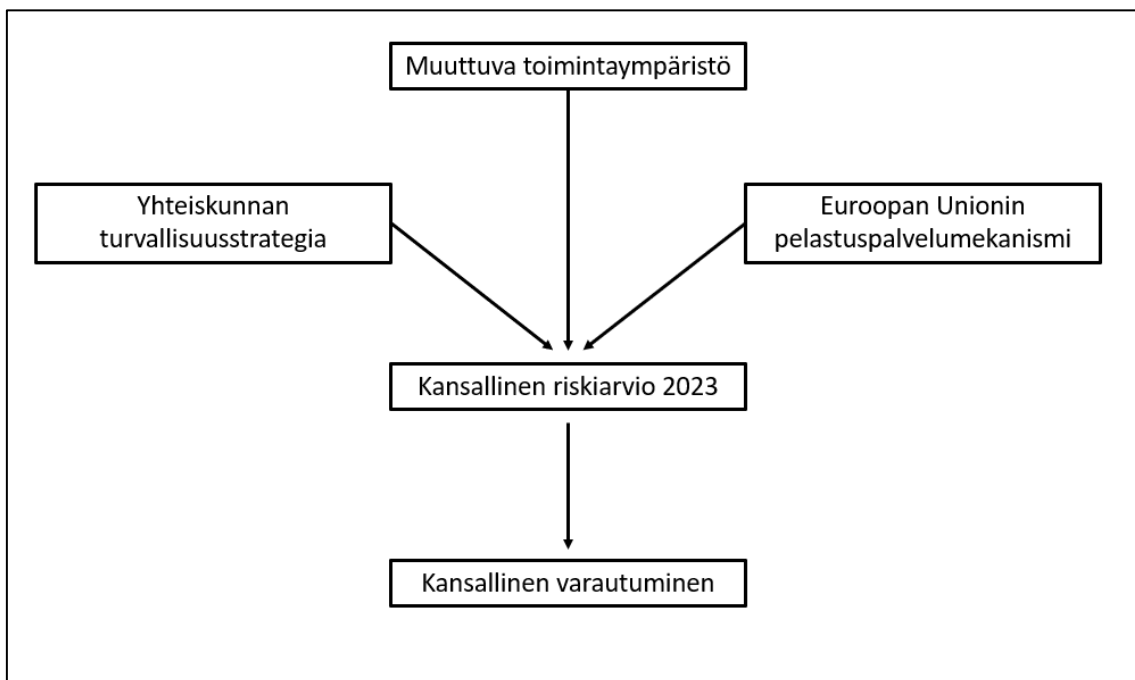 Muuttuva toimintaympäristö
Yhteiskunnan
turvallisuusstrategia
Euroopan Unionin
pelastuspalvelumekanismi
Kansallinen riskiarvio 2023
Kansallinen varautuminen